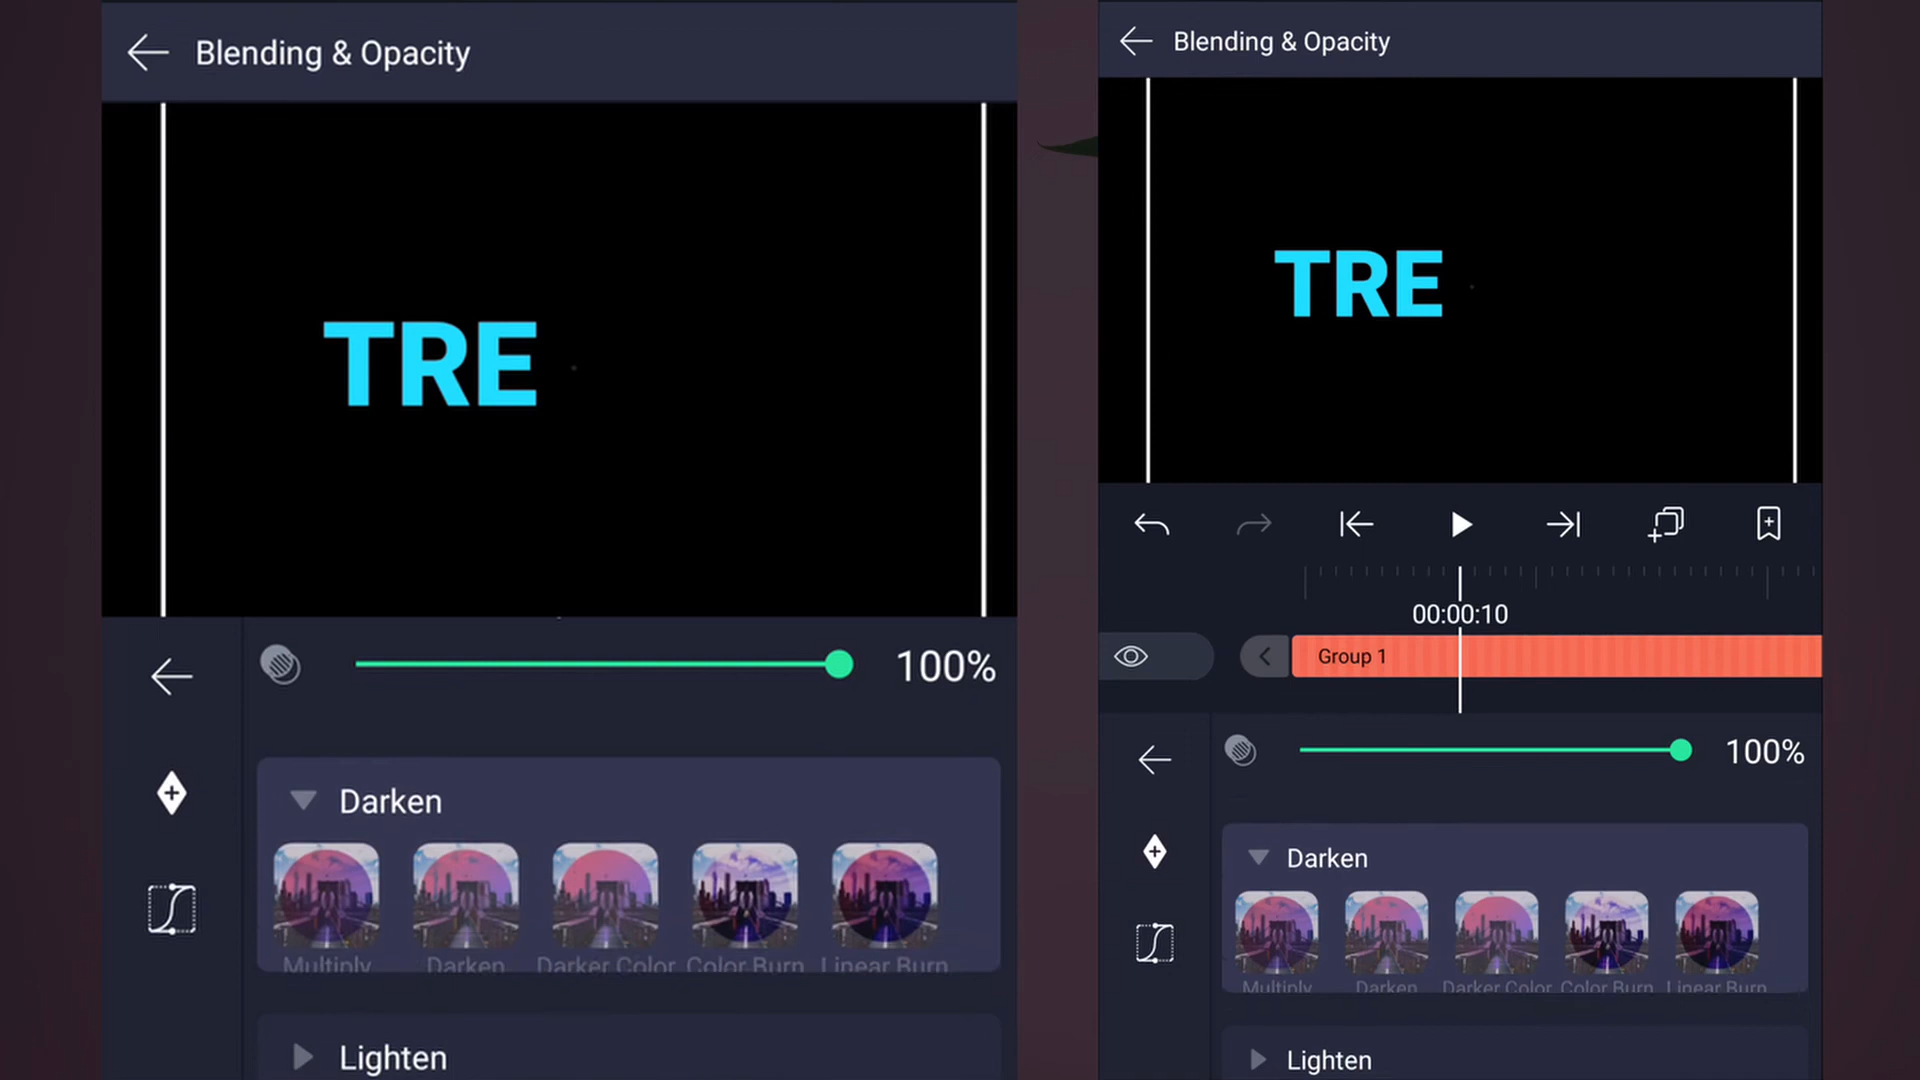 Blending & Opacity
TRE
100%
Darken
Multiply Darken Darker Color Color Burn Linear Burn
Lighten
Blending & Opacity
TRE
00:00:10
Group 1
100%
Darken
Multiply Darken Darker Color Color Burn Linear Burn
Lighten